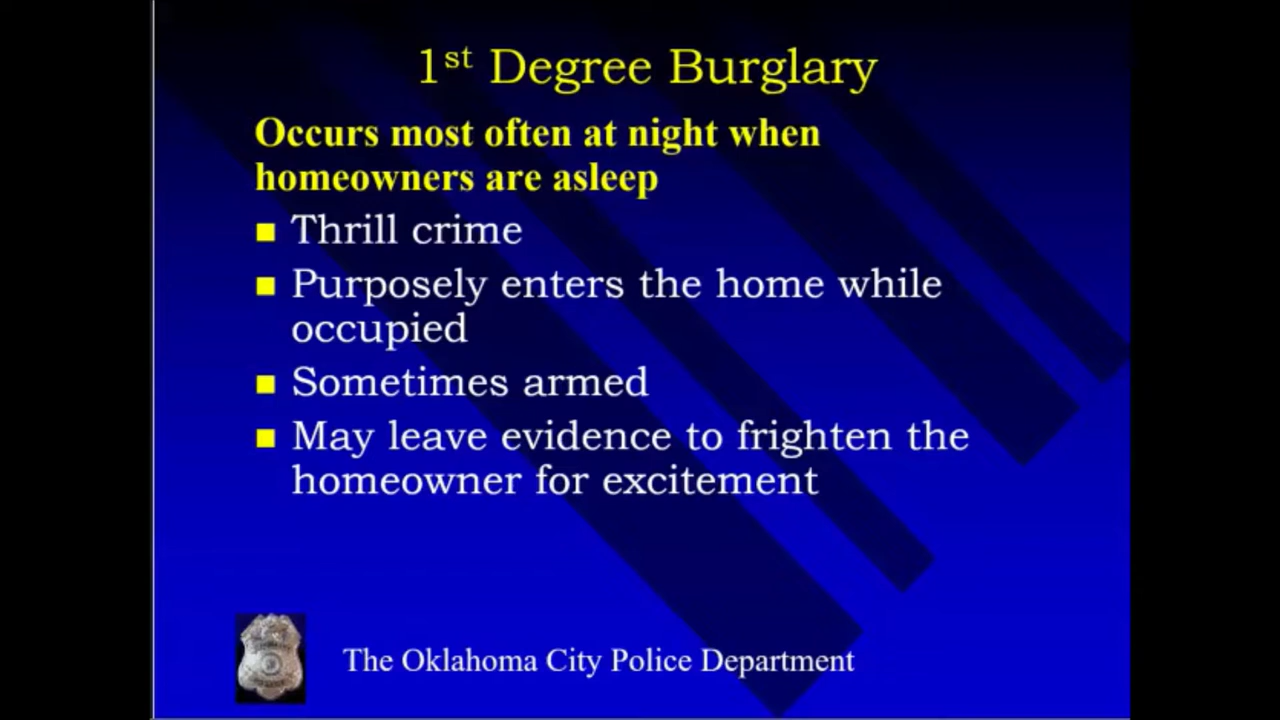 1st Degree Burglary
Occurs most often at night when
homeowners are asleep
Thrill crime
Purposely enters the home while
occupied
Sometimes armed
May leave evidence to frighten the
homeowner for excitement
The Oklahoma City Police Department